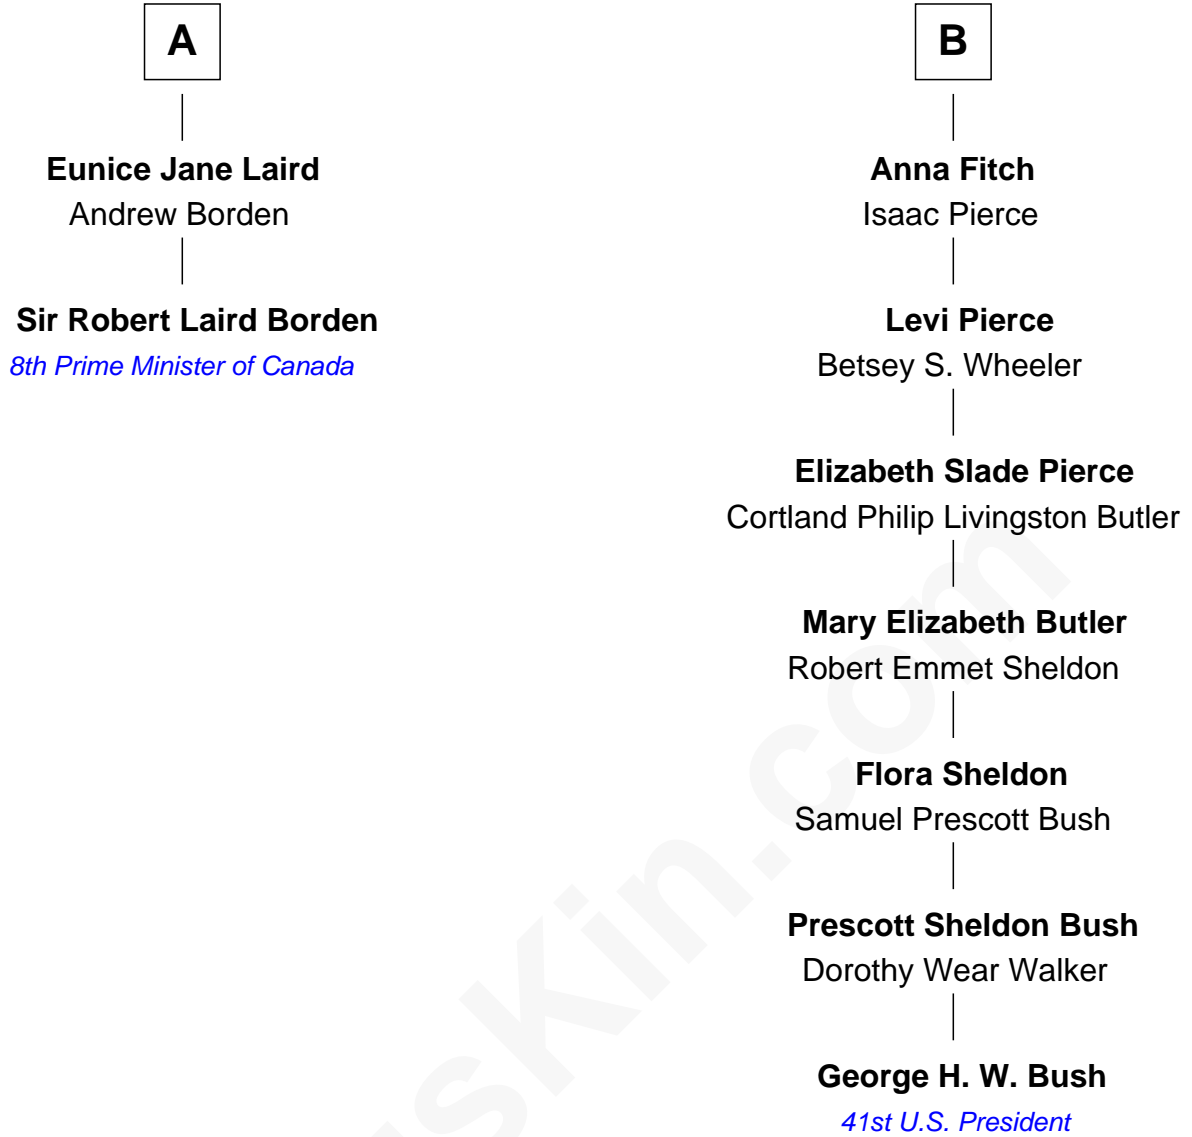 A
Eunice Jane Laird
Andrew Borden
Sir Robert Laird Borden
8th Prime Minister of Canada
B
Anna Fitch
Isaac Pierce
Levi Pierce
Betsey S. Wheeler
Elizabeth Slade Pierce
Cortland Philip Livingston Butler
Mary Elizabeth Butler
Robert Emmet Sheldon
Flora Sheldon
Samuel Prescott Bush
Prescott Sheldon Bush
Dorothy Wear Walker
George H. W. Bush
41st U.S. President
sKin.com